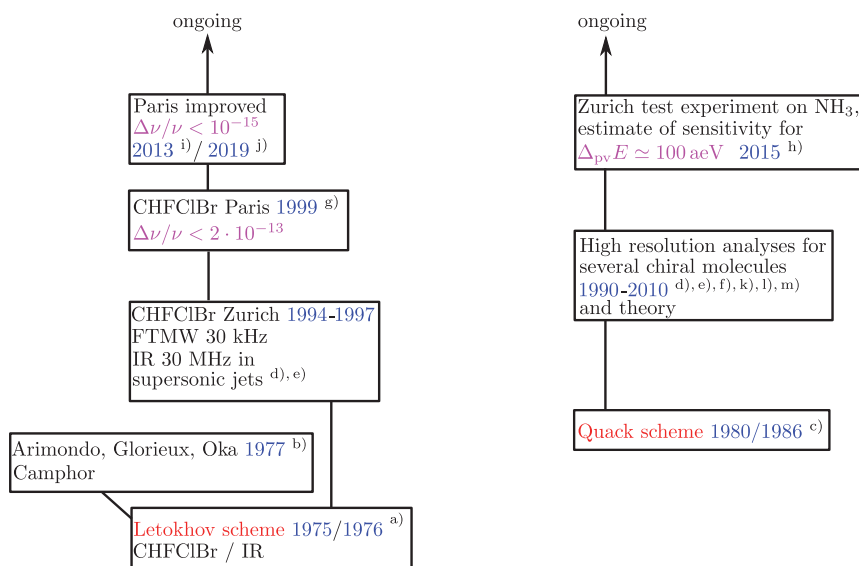 ongoing
Paris improved
Δν/ν < 10⁻¹⁵
2013 i)/ 2019 j)
CHFClBr Paris 1999 g)
Δν/ν < 2 · 10⁻¹³
CHFClBr Zurich 1994-1997
FTMW 30 kHz
IR 30 MHz in
supersonic jets d), e)
Arimondo, Glorieux, Oka 1977 b)
Camphor
Letokhov scheme 1975/1976 a)
CHFClBr / IR
ongoing
Zurich test experiment on NH₃,
estimate of sensitivity for
ΔₚᵥE ≃ 100 aeV 2015 h)
High resolution analyses for
several chiral molecules
1990-2010 d), e), f), k), l), m)
and theory
Quack scheme 1980/1986 c)